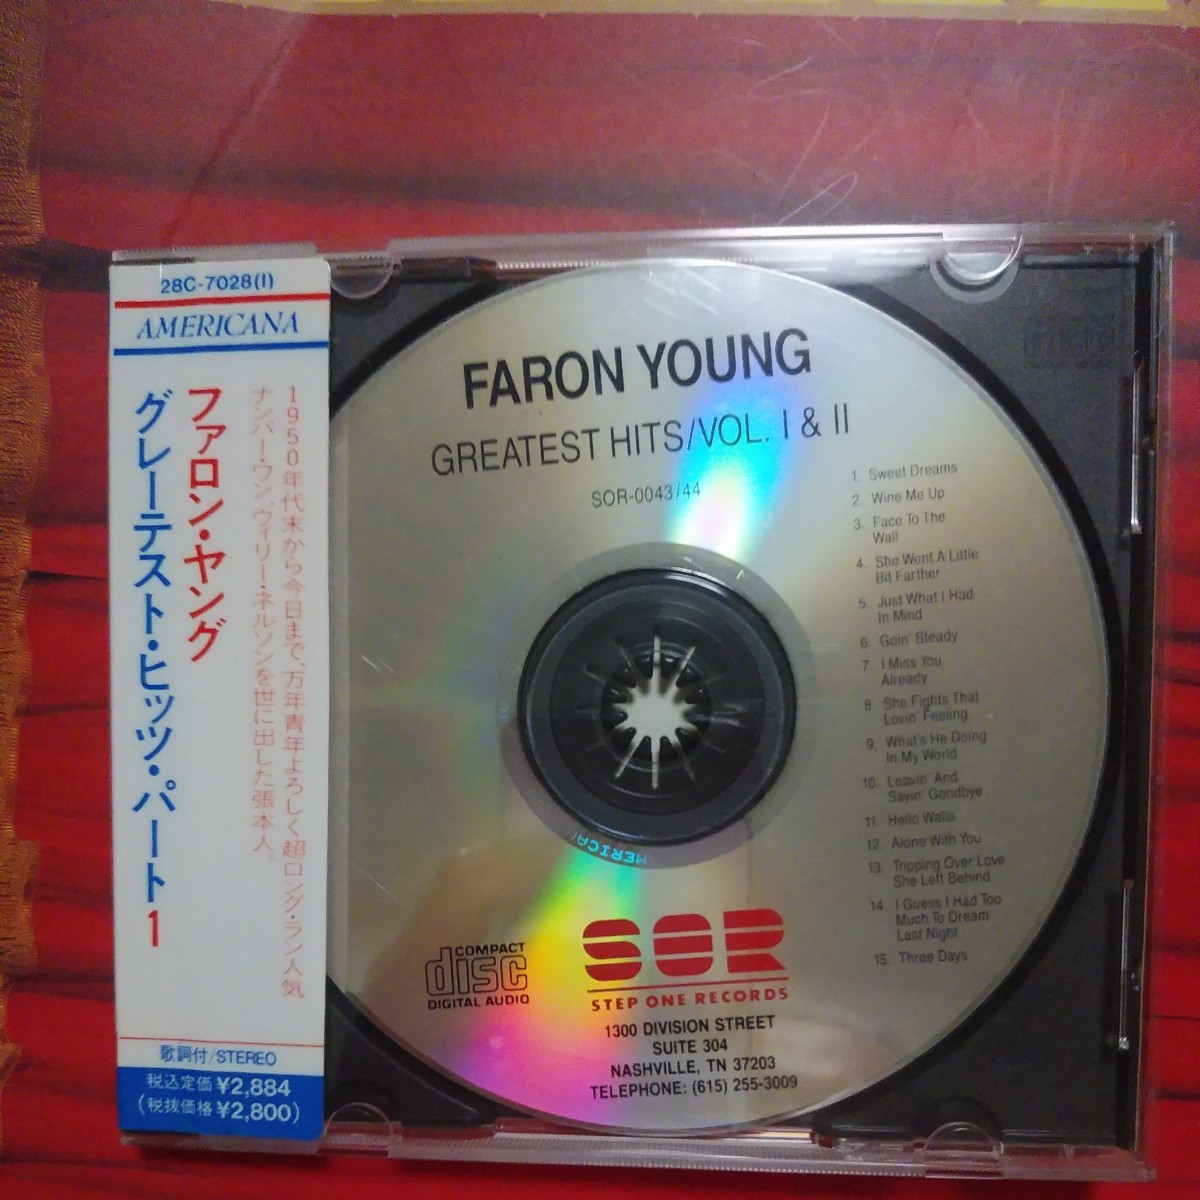 28C-7028(I)
AMERICANA
1950年代末から今日まで、万年青年よろしく超ロング・ラン人気
ナンバー・ワン、ウィリー・ネルソンを世に出した張本人。
ファロン・ヤング
グレーテスト・ヒッツ・パート1
歌詞付/STEREO
税込定価¥2,884
(税抜価格¥2,800)
FARON YOUNG
GREATEST HITS/VOL. I & II
SOR-0043/44
1. Sweet Dreams
2. Wine Me Up
3. Face To The
Wall
4. She Went A Little
Bit Farther
5. Just What I Had
In Mind
6. Goin' Steady
7. I Miss You
Already
8. She Fights That
Lovin' Feeling
9. What's He Doing
In My World
10. Leavin' And
Sayin' Goodbye
11. Hello Walls
12. Alone With You
13. Tripping Over Love
She Left Behind
14. I Guess I Had Too
Much To Dream
Last Night
15. Three Days
MERICA
COMPACT
disc
DIGITAL AUDIO
SOR
STEP ONE RECORDS
1300 DIVISION STREET
SUITE 304
NASHVILLE, TN 37203
TELEPHONE: (615) 255-3009